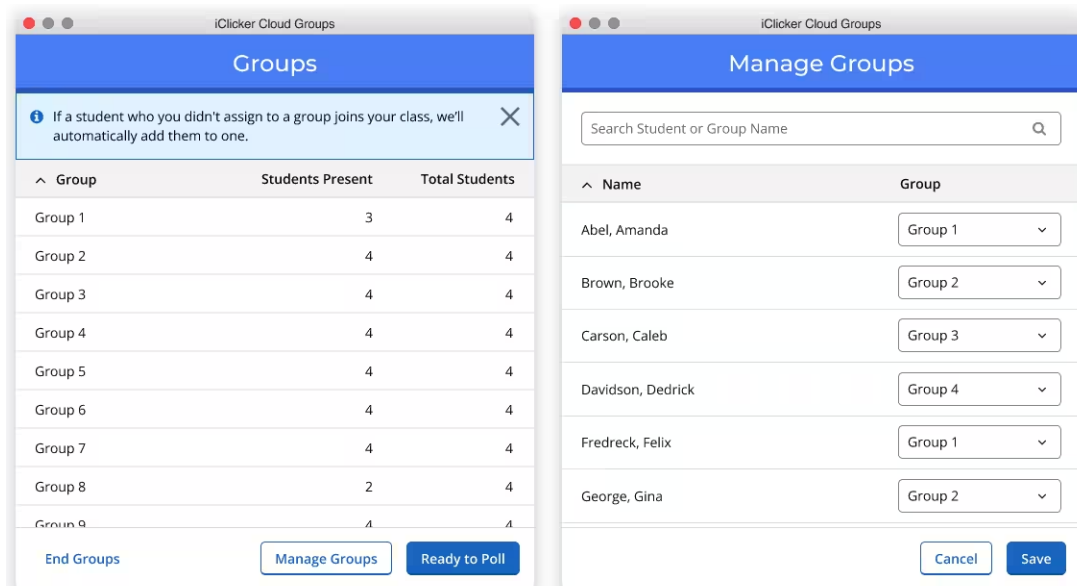 iClicker Cloud Groups
Groups
If a student who you didn't assign to a group joins your class, we'll
automatically add them to one.
Group Students Present Total Students
Group 1 3 4
Group 2 4 4
Group 3 4 4
Group 4 4 4
Group 5 4 4
Group 6 4 4
Group 7 4 4
Group 8 2 4
Group 9 4 4
End Groups Manage Groups Ready to Poll
iClicker Cloud Groups
Manage Groups
Search Student or Group Name
Name Group
Abel, Amanda Group 1
Brown, Brooke Group 2
Carson, Caleb Group 3
Davidson, Dedrick Group 4
Fredreck, Felix Group 1
George, Gina Group 2
Cancel Save